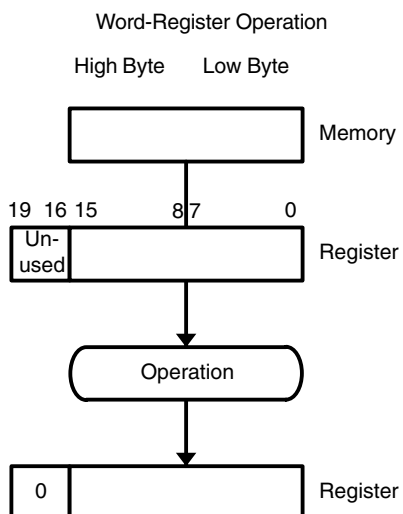 Word-Register Operation
High Byte Low Byte
Memory
19 16 15 8 7 0
Un-
used
Register
Operation
0
Register